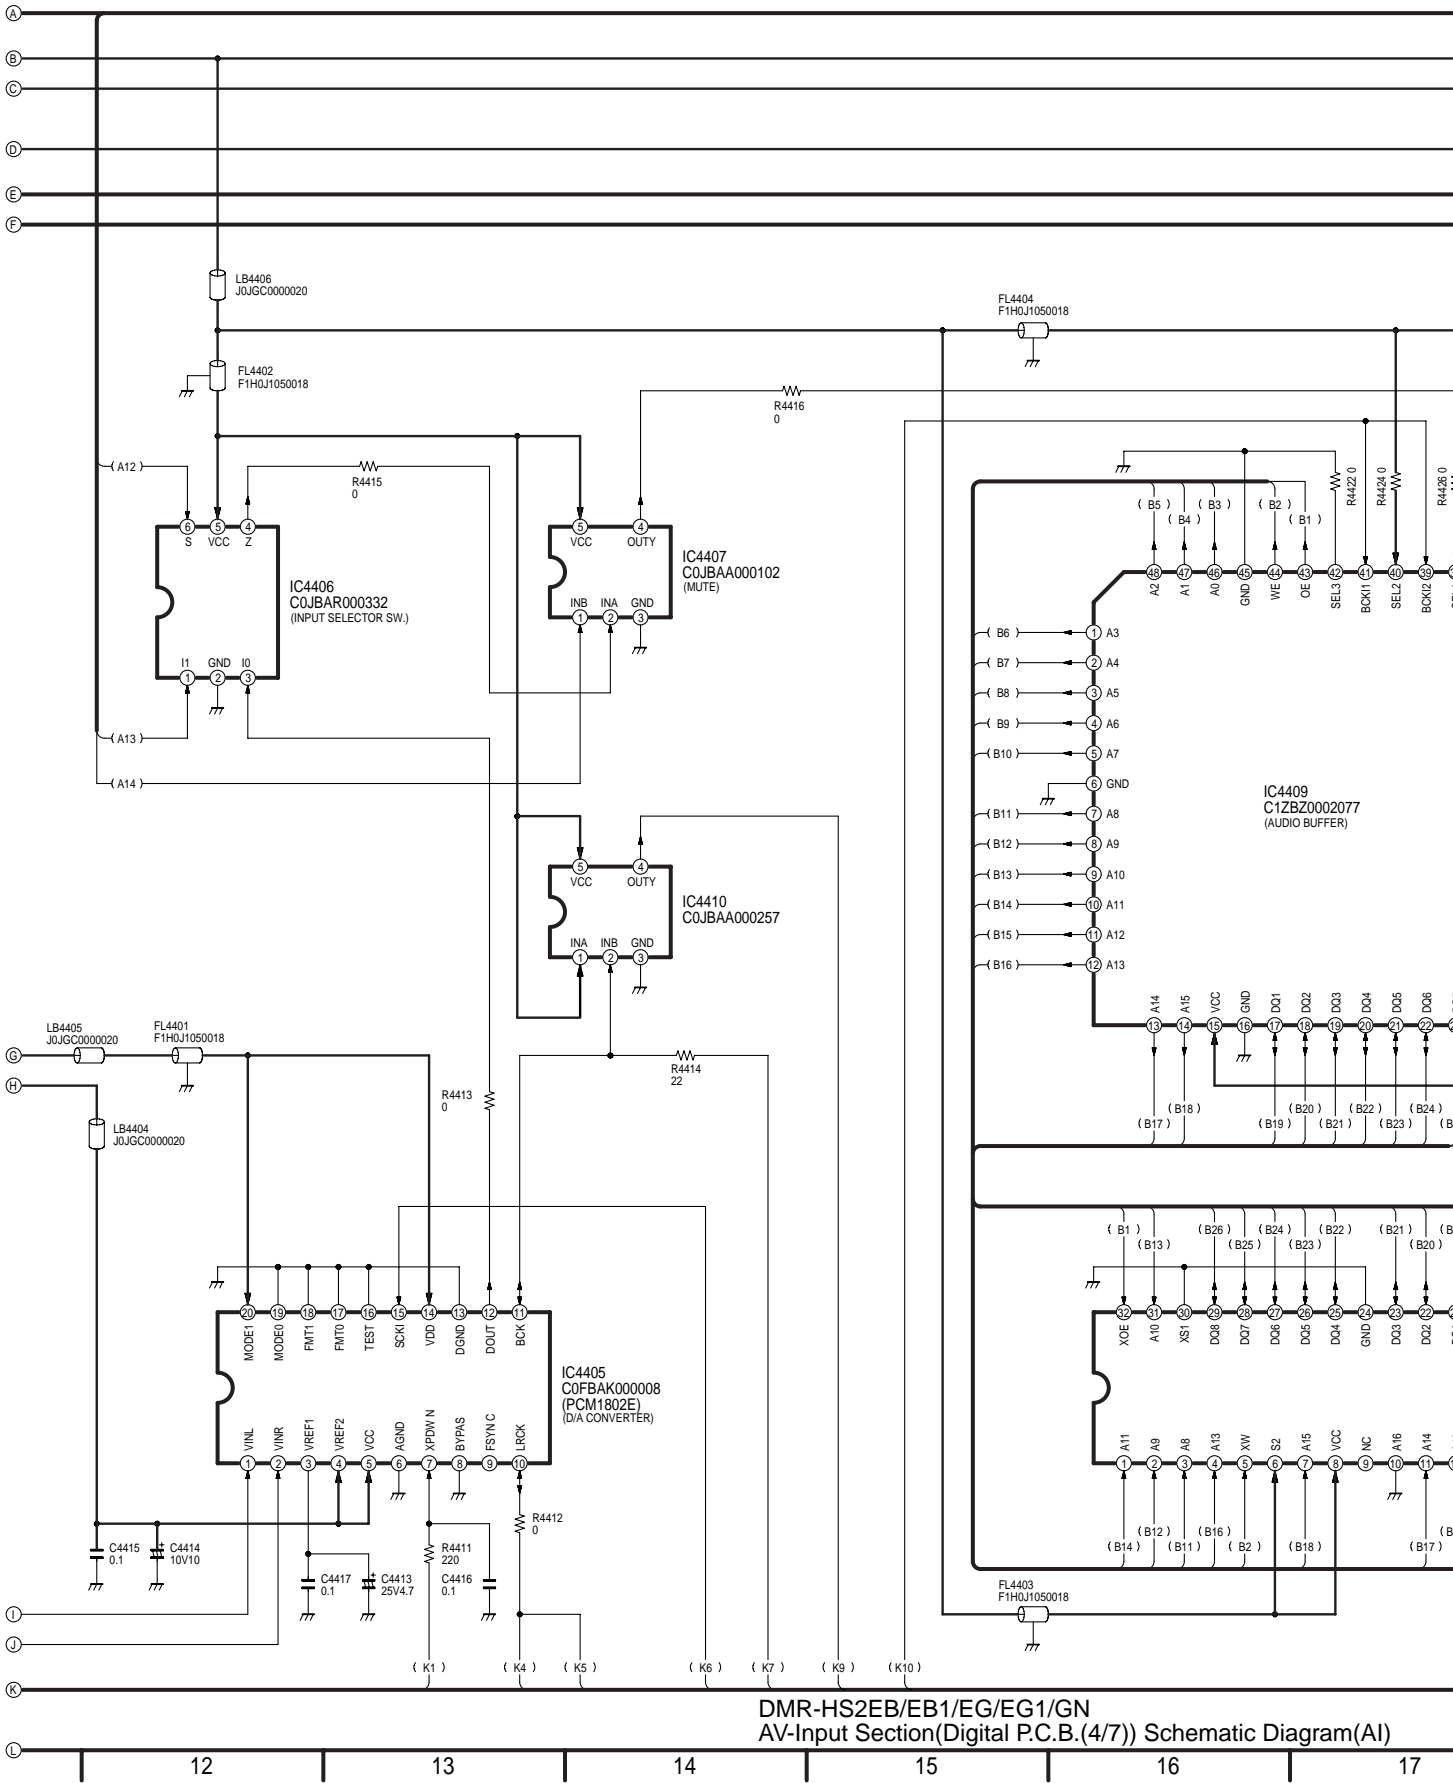 A
B
C
D
E
F
LB4406
J0JGC0000020
FL4404
F1H0J1050018
FL4402
F1H0J1050018
R4416
0
( A12 )
R4415
0
R4422 0
R4424 0
R4426 0
( B5 )
( B4 )
( B3 )
( B2 )
( B1 )
6 5 4
S VCC Z
IC4406
C0JBAR000332
(INPUT SELECTOR SW.)
I1 GND I0
1 2 3
5 4
VCC OUTY
IC4407
C0JBAA000102
(MUTE)
INB INA GND
1 2 3
48 47 46 45 44 43 42 41 40 39
A2 A1 A0 GND WE OE SEL3 BCKI1 SEL2 BCKI2
( B6 ) 1 A3
( B7 ) 2 A4
( B8 ) 3 A5
( B9 ) 4 A6
( B10 ) 5 A7
6 GND
( B11 ) 7 A8
( B12 ) 8 A9
( B13 ) 9 A10
( B14 ) 10 A11
( B15 ) 11 A12
( B16 ) 12 A13
( A13 )
( A14 )
IC4409
C1ZBZ0002077
(AUDIO BUFFER)
5 4
VCC OUTY
IC4410
C0JBAA000257
INA INB GND
1 2 3
A14 A15 VCC GND DQ1 DQ2 DQ3 DQ4 DQ5 DQ6
13 14 15 16 17 18 19 20 21 22
G
LB4405
J0JGC0000020
FL4401
F1H0J1050018
H
LB4404
J0JGC0000020
R4413
0
R4414
22
( B18 ) ( B20 ) ( B22 ) ( B24 )
( B17 ) ( B19 ) ( B21 ) ( B23 )
( B1 ) ( B26 ) ( B24 ) ( B22 ) ( B21 )
( B13 ) ( B25 ) ( B23 ) ( B20 )
20 19 18 17 16 15 14 13 12 11
MODE1 MODE0 FMT1 FMT0 TEST SCKI VDD DGND DOUT BCK
IC4405
C0FBAK000008
(PCM1802E)
(D/A CONVERTER)
VINL VINR VREF1 VREF2 VCC AGND XPDW N BYPAS FSYN C LRCK
1 2 3 4 5 6 7 8 9 10
32 31 30 29 28 27 26 25 24 23 22
XOE A10 XS1 DQ8 DQ7 DQ6 DQ5 DQ4 GND DQ3 DQ2
A11 A9 A8 A13 XW S2 A15 VCC NC A16 A14
1 2 3 4 5 6 7 8 9 10 11
( B12 ) ( B16 )
( B14 ) ( B11 ) ( B2 ) ( B18 ) ( B17 )
C4415
0.1
C4414
10V10
C4417
0.1
C4413
25V4.7
R4411
220
C4416
0.1
R4412
0
FL4403
F1H0J1050018
I
J
( K1 ) ( K4 ) ( K5 ) ( K6 ) ( K7 ) ( K9 ) ( K10 )
K
DMR-HS2EB/EB1/EG/EG1/GN
AV-Input Section(Digital P.C.B.(4/7)) Schematic Diagram(AI)
L
12 13 14 15 16 17